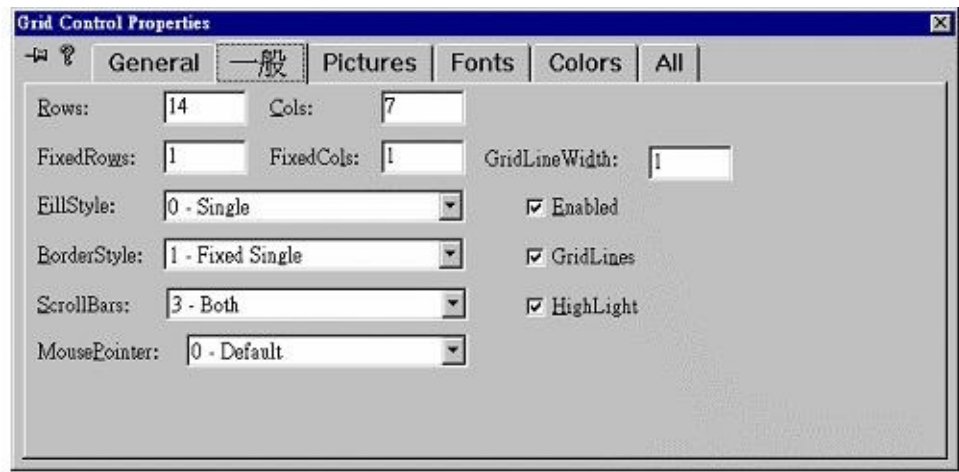 Grid Control Properties
General 一般 Pictures Fonts Colors All
Rows: 14 Cols: 7
FixedRows: 1 FixedCols: 1 GridLineWidth: 1
FillStyle: 0 - Single Enabled
BorderStyle: 1 - Fixed Single GridLines
ScrollBars: 3 - Both HighLight
MousePointer: 0 - Default